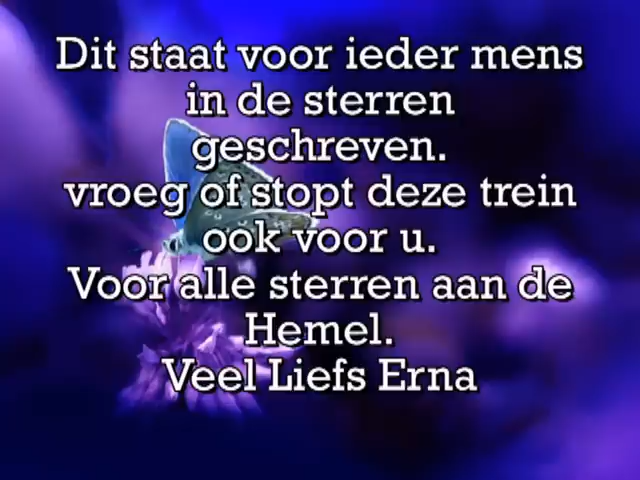 Dit staat voor ieder mens
in de sterren
geschreven.
vroeg of stopt deze trein
ook voor u.
Voor alle sterren aan de
Hemel.
Veel Liefs Erna